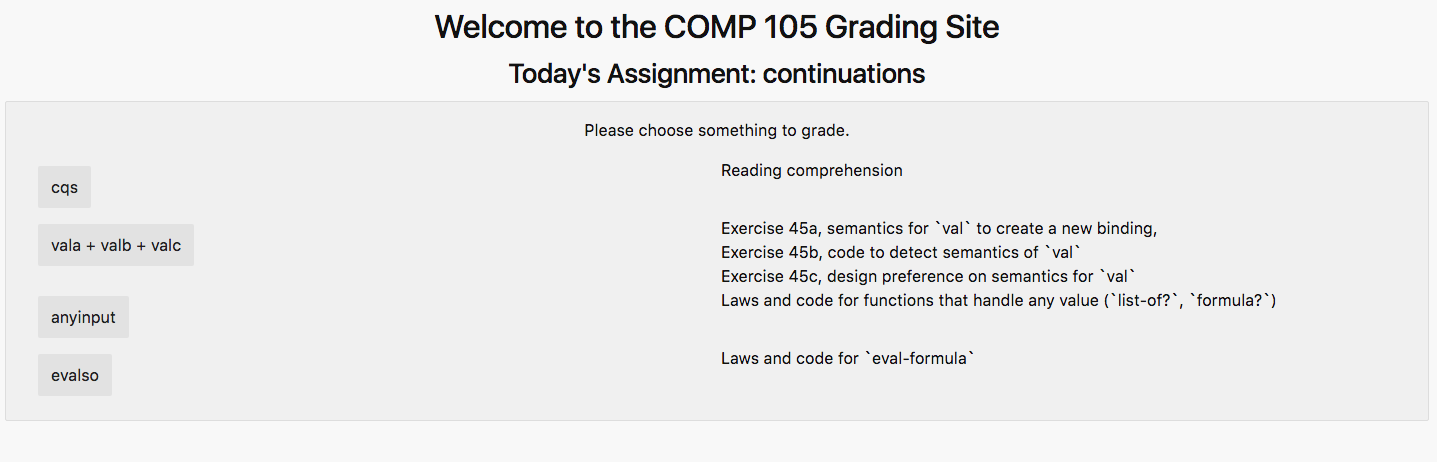 Welcome to the COMP 105 Grading Site
Today's Assignment: continuations
Please choose something to grade.
cqs
Reading comprehension
vala + valb + valc
Exercise 45a, semantics for `val` to create a new binding,
Exercise 45b, code to detect semantics of `val`
Exercise 45c, design preference on semantics for `val`
anyinput
Laws and code for functions that handle any value (`list-of?`, `formula?`)
evalso
Laws and code for `eval-formula`